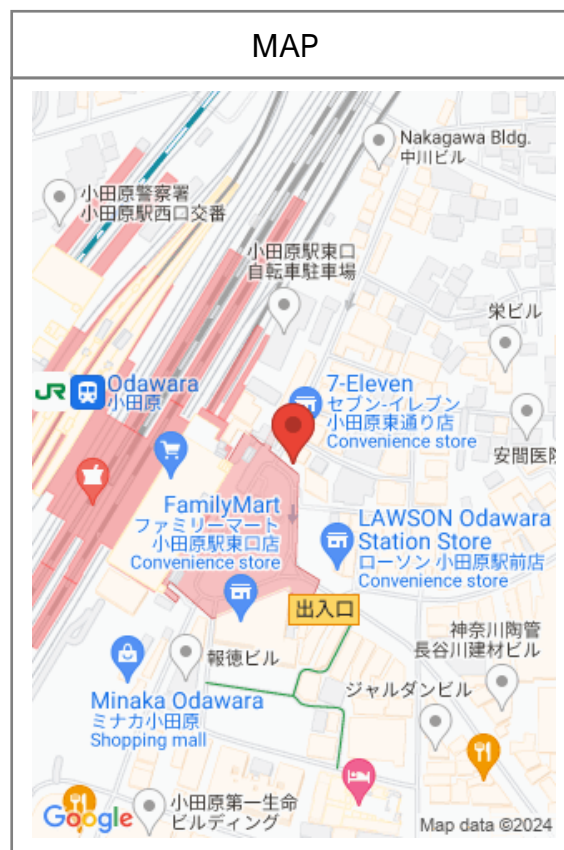 MAP
Nakagawa Bldg.
中川ビル
小田原警察署
小田原駅西口交番
小田原駅東口
自転車駐車場
栄ビル
JR
Odawara
小田原
7-Eleven
セブン-イレブン
小田原東通り店
Convenience store
安間医院
FamilyMart
ファミリーマート
小田原駅東口店
Convenience store
LAWSON Odawara
Station Store
ローソン 小田原駅前店
Convenience store
出入口
神奈川陶管
長谷川建材ビル
報徳ビル
ジャルダンビル
Minaka Odawara
ミナカ小田原
Shopping mall
小田原第一生命
ビルディング
Google
Map data ©2024